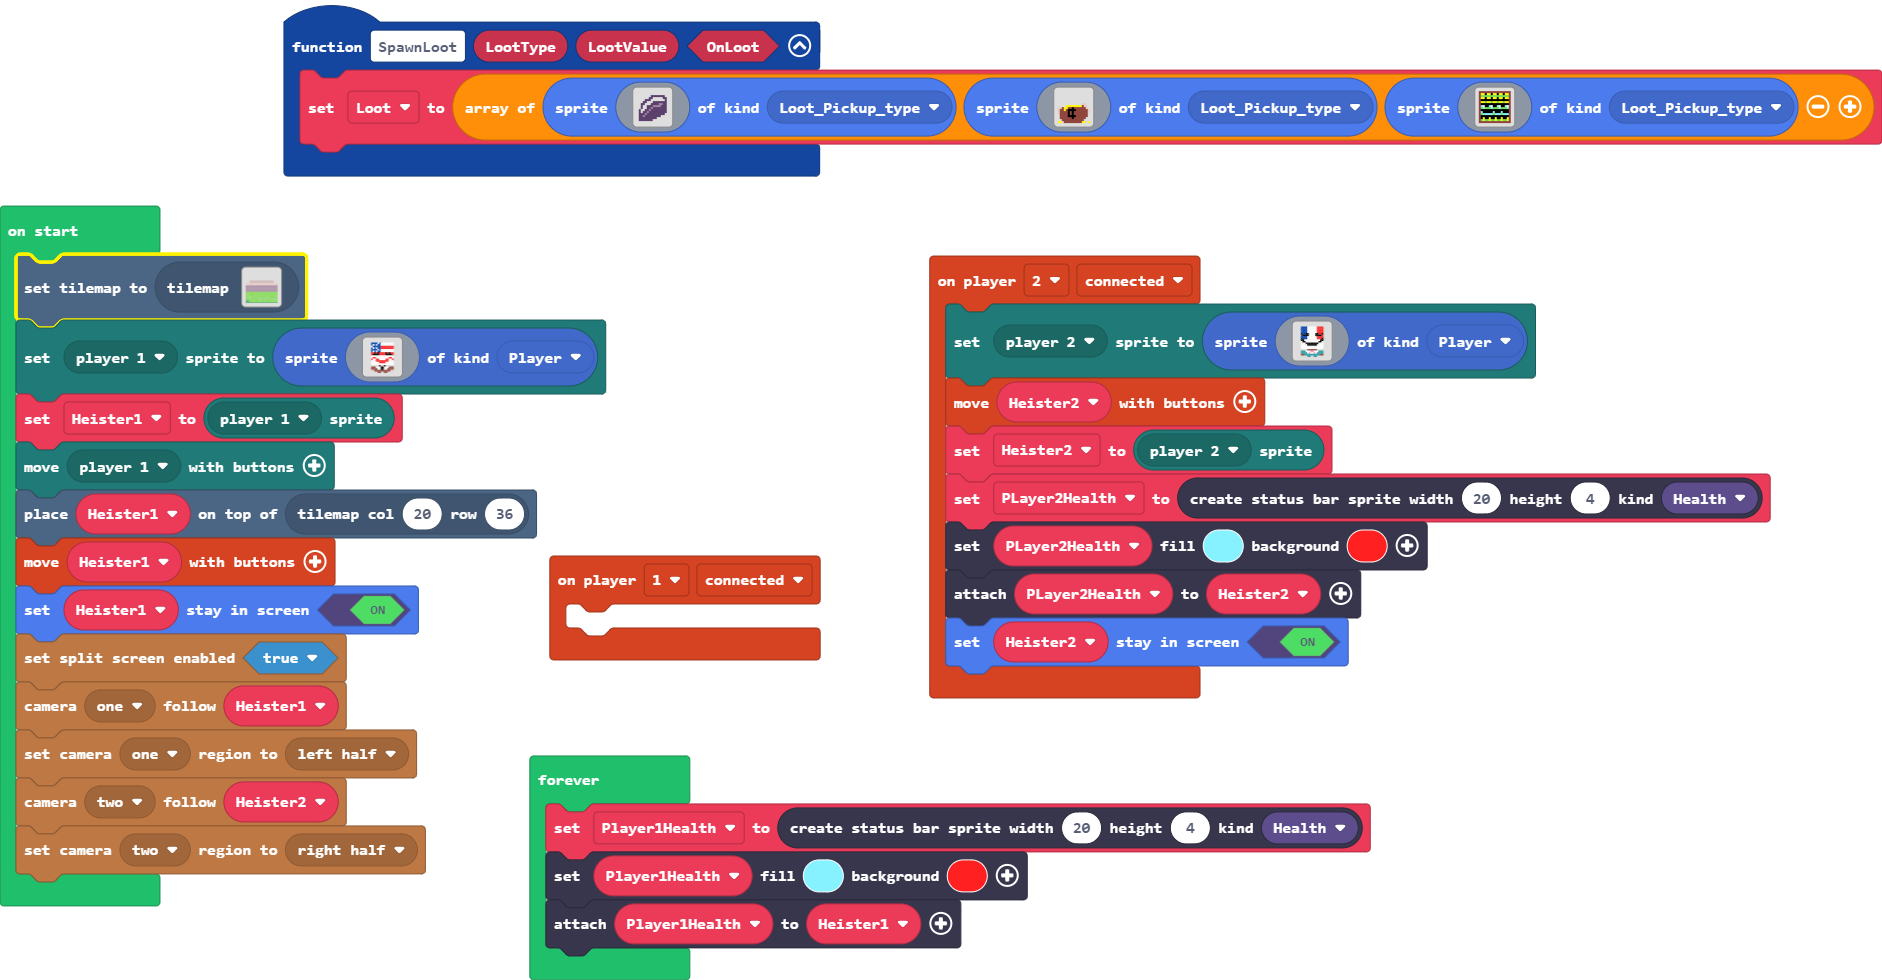 function SpawnLoot LootType LootValue OnLoot
set Loot to array of sprite of kind Loot_Pickup_type sprite of kind Loot_Pickup_type sprite of kind Loot_Pickup_type
on start
set tilemap to tilemap
set player 1 sprite to sprite of kind Player
set Heister1 to player 1 sprite
move player 1 with buttons
place Heister1 on top of tilemap col 20 row 36
move Heister1 with buttons
set Heister1 stay in screen ON
set split screen enabled true
camera one follow Heister1
set camera one region to left half
camera two follow Heister2
set camera two region to right half
on player 1 connected
on player 2 connected
set player 2 sprite to sprite of kind Player
move Heister2 with buttons
set Heister2 to player 2 sprite
set PLayer2Health to create status bar sprite width 20 height 4 kind Health
set PLayer2Health fill background
attach PLayer2Health to Heister2
set Heister2 stay in screen ON
forever
set Player1Health to create status bar sprite width 20 height 4 kind Health
set Player1Health fill background
attach Player1Health to Heister1